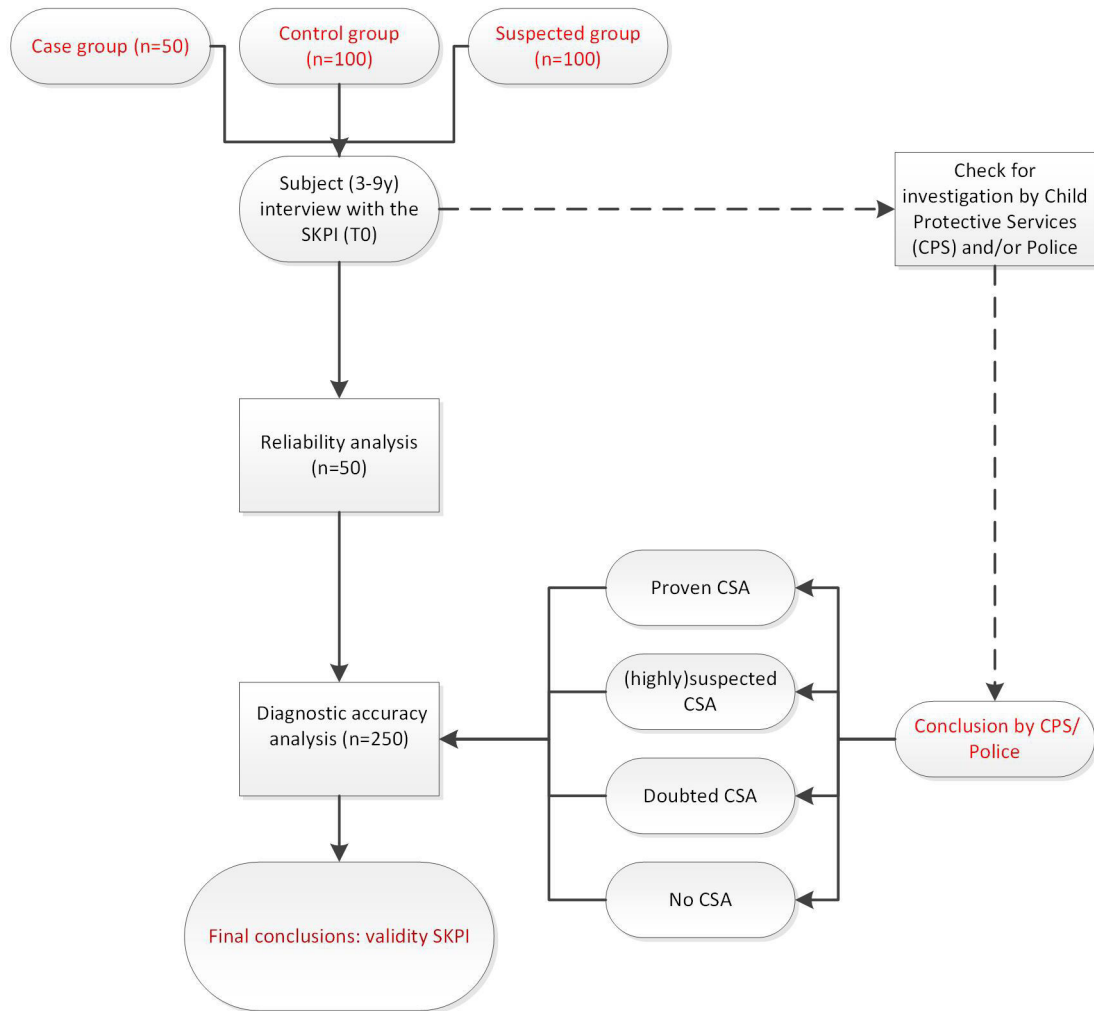 Case group (n=50)
Control group
(n=100)
Suspected group
(n=100)
Subject (3-9y)
interview with the
SKPI (T0)
Check for
investigation by Child
Protective Services
(CPS) and/or Police
Reliability analysis
(n=50)
Proven CSA
(highly)suspected
CSA
Diagnostic accuracy
analysis (n=250)
Conclusion by CPS/
Police
Doubted CSA
No CSA
Final conclusions: validity SKPI